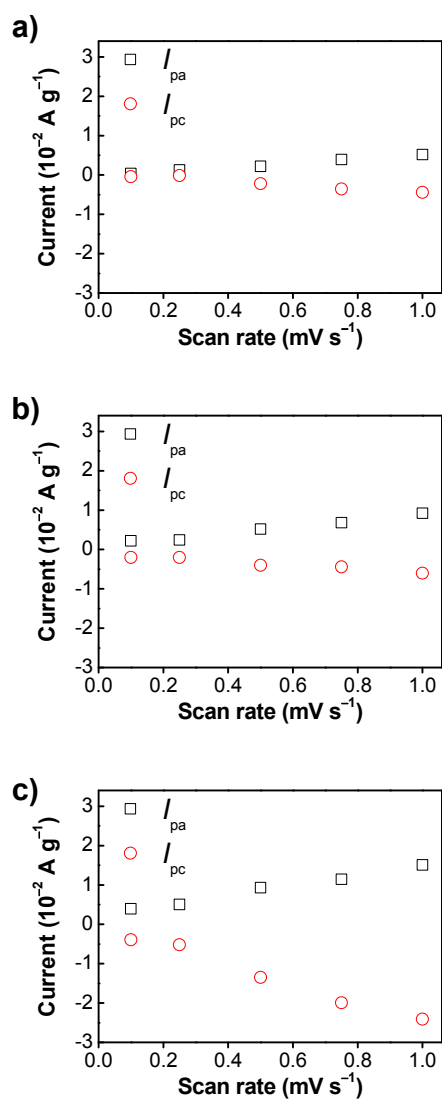 a)
I pa
I pc
Current (10⁻² A g⁻¹)
3
2
1
0
-1
-2
-3
0.0 0.2 0.4 0.6 0.8 1.0
Scan rate (mV s⁻¹)
b)
I pa
I pc
Current (10⁻² A g⁻¹)
3
2
1
0
-1
-2
-3
0.0 0.2 0.4 0.6 0.8 1.0
Scan rate (mV s⁻¹)
c)
I pa
I pc
Current (10⁻² A g⁻¹)
3
2
1
0
-1
-2
-3
0.0 0.2 0.4 0.6 0.8 1.0
Scan rate (mV s⁻¹)